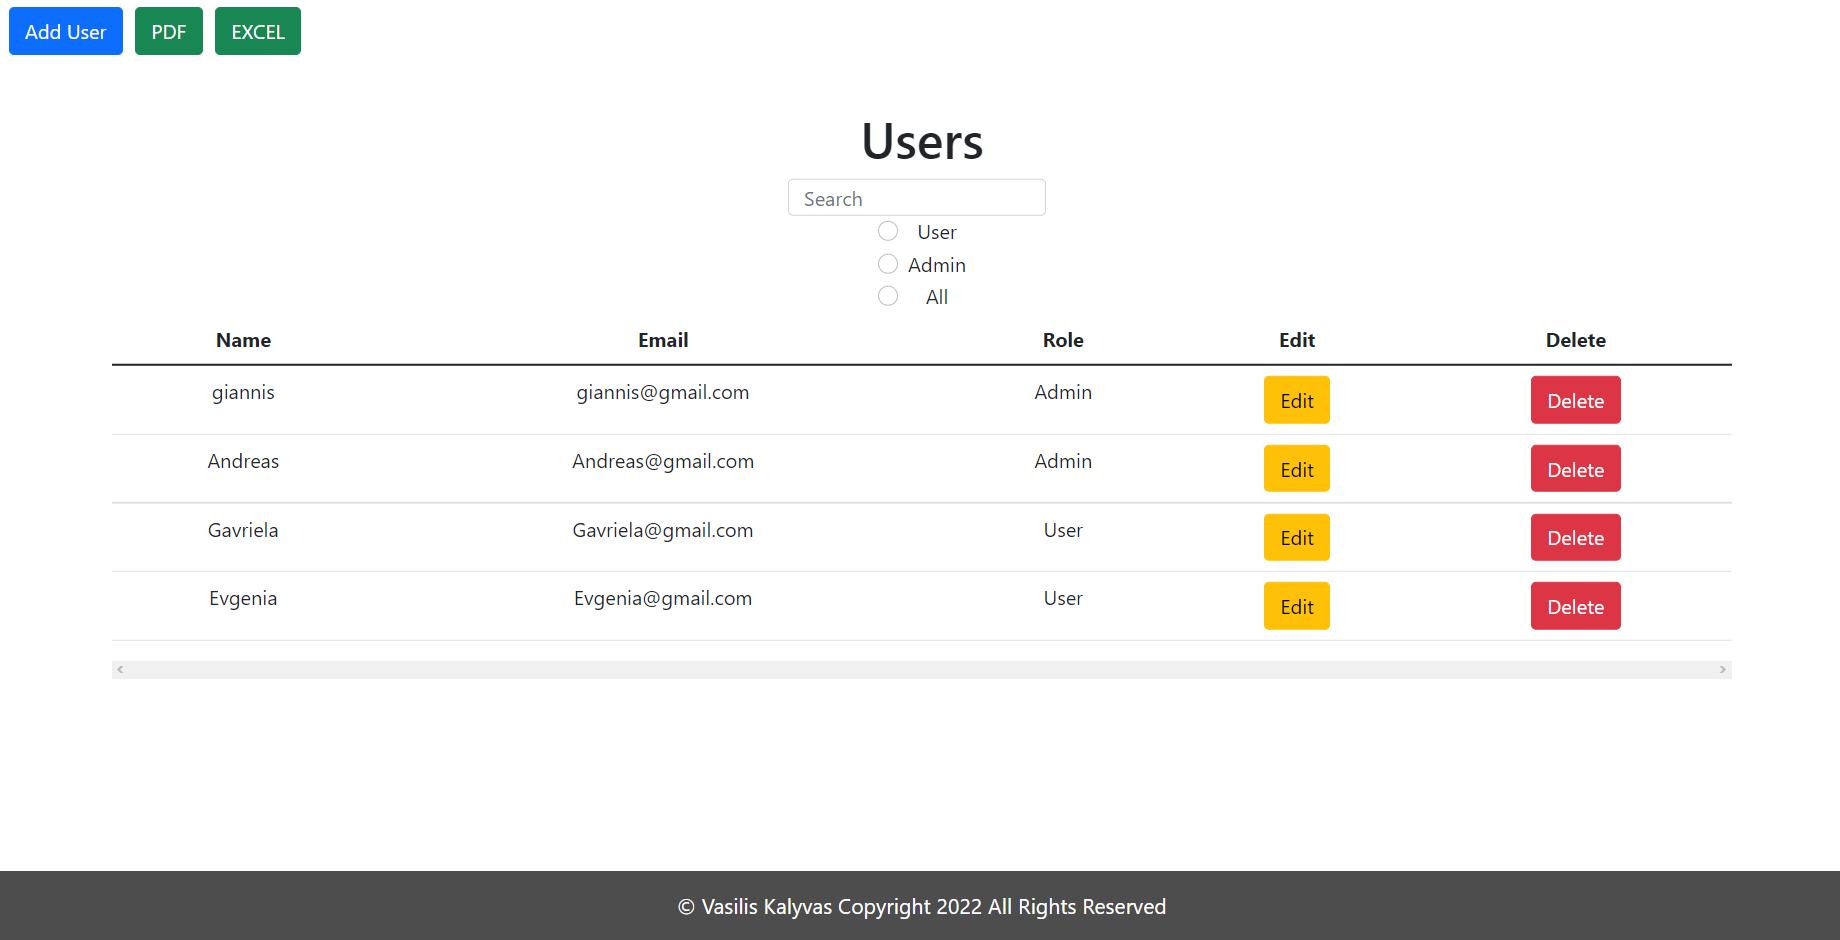 Add User PDF EXCEL
Users
Search
User
Admin
All
Name Email Role Edit Delete
giannis giannis@gmail.com Admin Edit Delete
Andreas Andreas@gmail.com Admin Edit Delete
Gavriela Gavriela@gmail.com User Edit Delete
Evgenia Evgenia@gmail.com User Edit Delete
© Vasilis Kalyvas Copyright 2022 All Rights Reserved